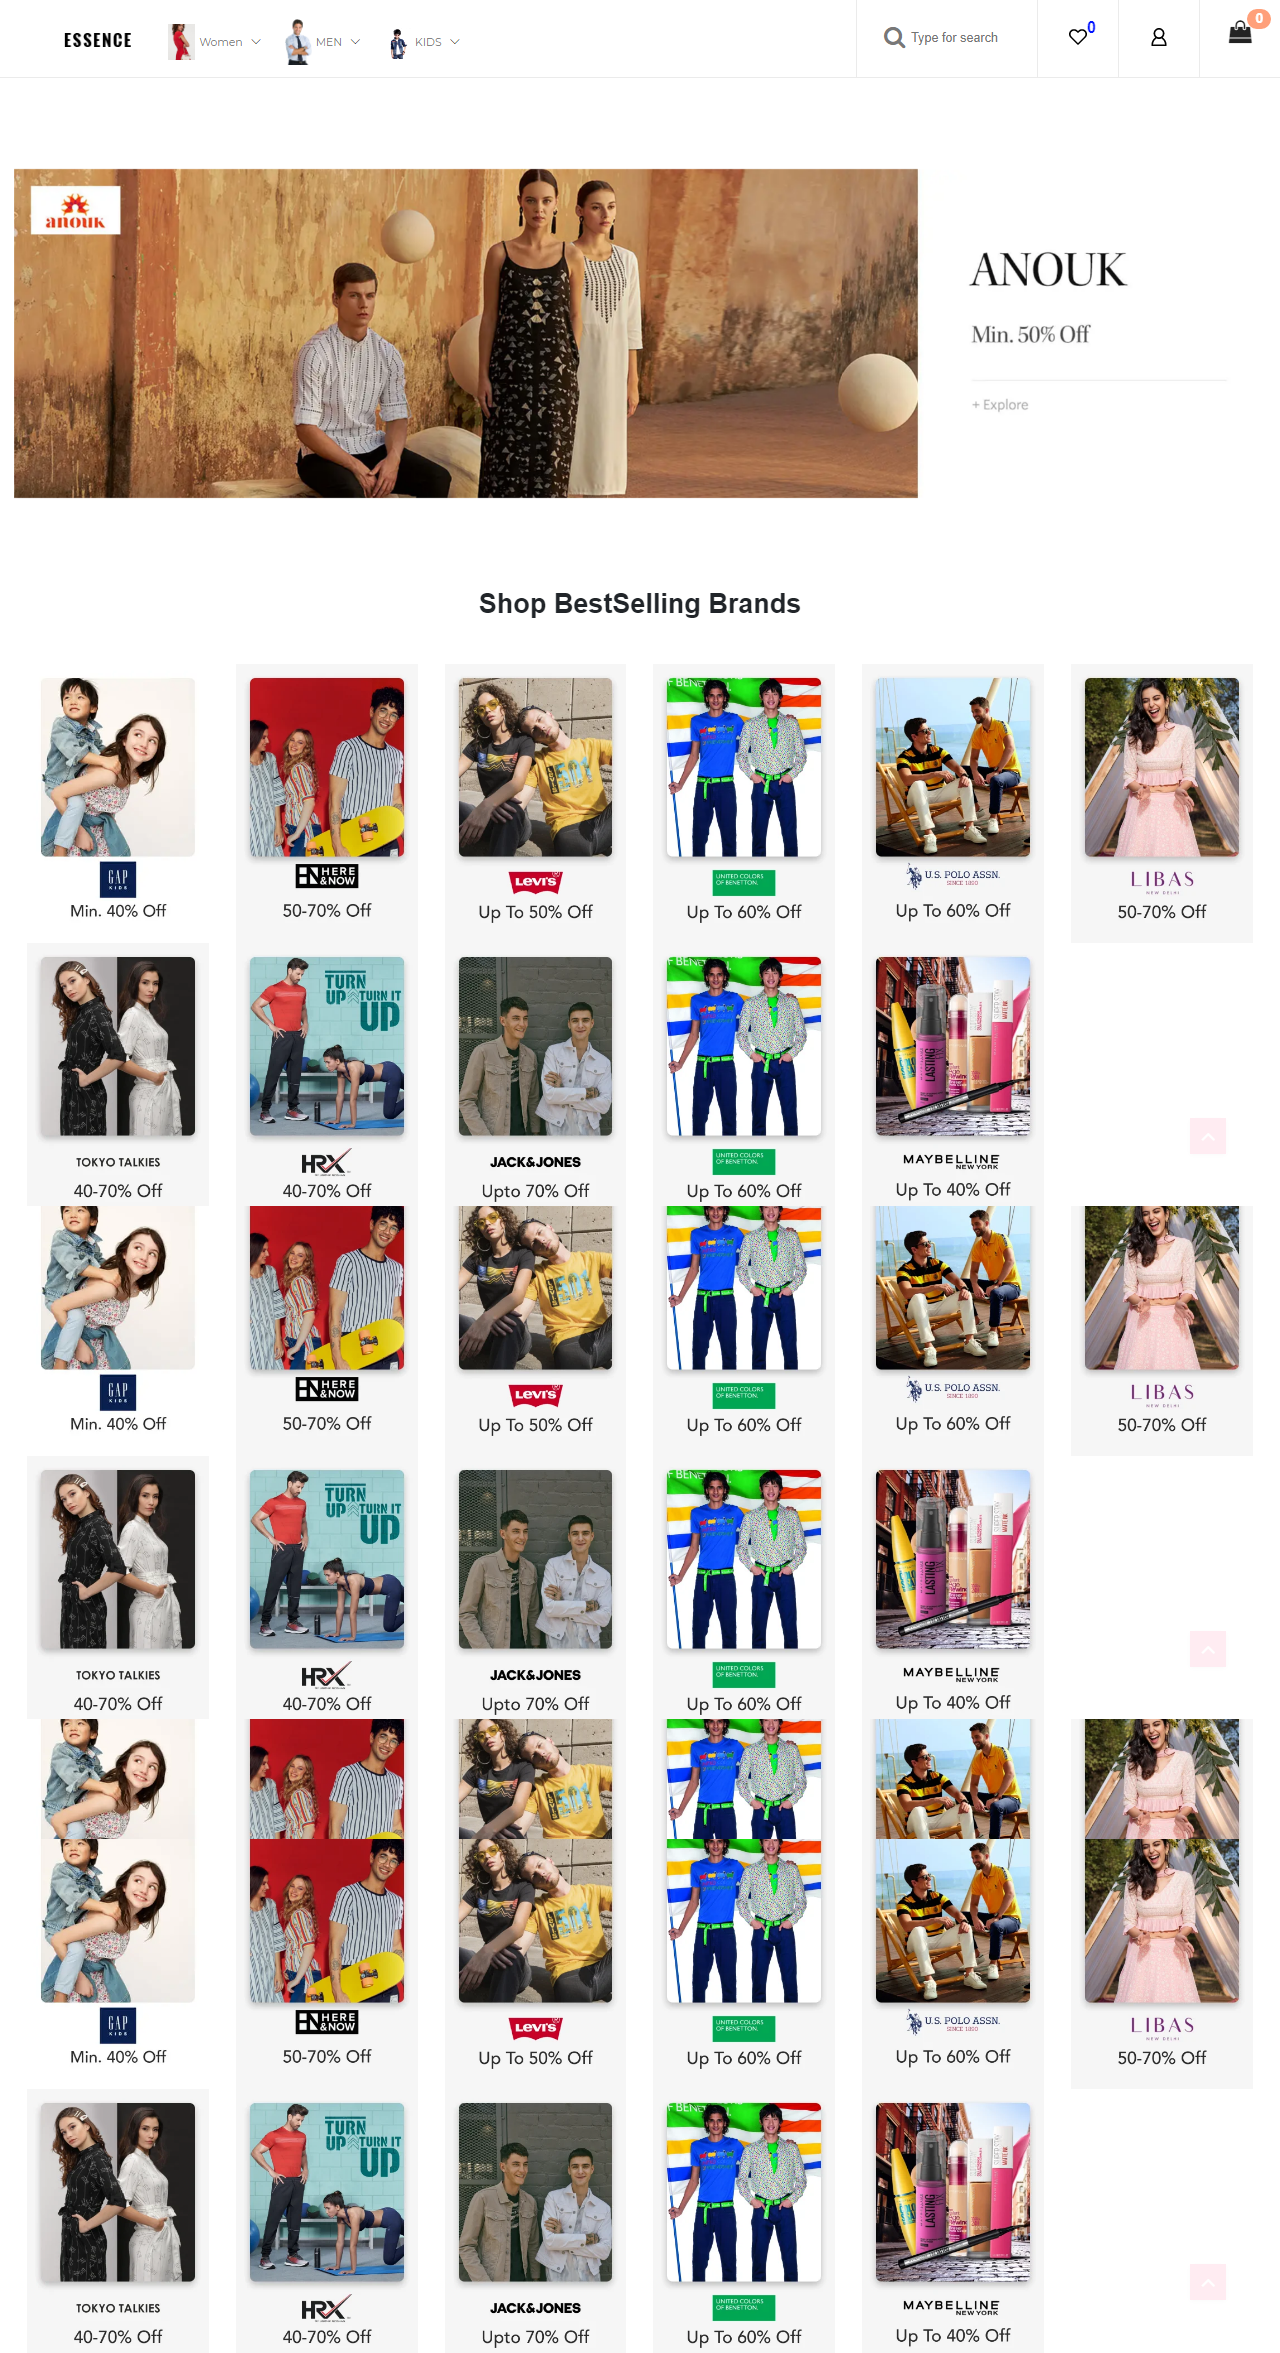 ESSENCE
Women
MEN
KIDS
Type for search
0
0
anouk
ANOUK
Min. 50% Off
+ Explore
Shop BestSelling Brands
GAP
KIDS
Min. 40% Off
HN HERE
&NOW
50-70% Off
Levi's
Up To 50% Off
UNITED COLORS
OF BENETTON.
Up To 60% Off
U.S. POLO ASSN.
SINCE 1890
Up To 60% Off
LIBAS
NEW DELHI
50-70% Off
TOKYO TALKIES
40-70% Off
TURN
UP TURN IT
UP
HRX
40-70% Off
JACK&JONES
Upto 70% Off
UNITED COLORS
OF BENETTON.
Up To 60% Off
LASTING
MAYBELLINE
NEW YORK
Up To 40% Off
GAP
KIDS
Min. 40% Off
HN HERE
&NOW
50-70% Off
Levi's
Up To 50% Off
UNITED COLORS
OF BENETTON.
Up To 60% Off
U.S. POLO ASSN.
SINCE 1890
Up To 60% Off
LIBAS
NEW DELHI
50-70% Off
TOKYO TALKIES
40-70% Off
TURN
UP TURN IT
UP
HRX
40-70% Off
JACK&JONES
Upto 70% Off
UNITED COLORS
OF BENETTON.
Up To 60% Off
LASTING
MAYBELLINE
NEW YORK
Up To 40% Off
GAP
KIDS
Min. 40% Off
HN HERE
&NOW
50-70% Off
Levi's
Up To 50% Off
UNITED COLORS
OF BENETTON.
Up To 60% Off
U.S. POLO ASSN.
SINCE 1890
Up To 60% Off
LIBAS
NEW DELHI
50-70% Off
TOKYO TALKIES
40-70% Off
TURN
UP TURN IT
UP
HRX
40-70% Off
JACK&JONES
Upto 70% Off
UNITED COLORS
OF BENETTON.
Up To 60% Off
LASTING
MAYBELLINE
NEW YORK
Up To 40% Off